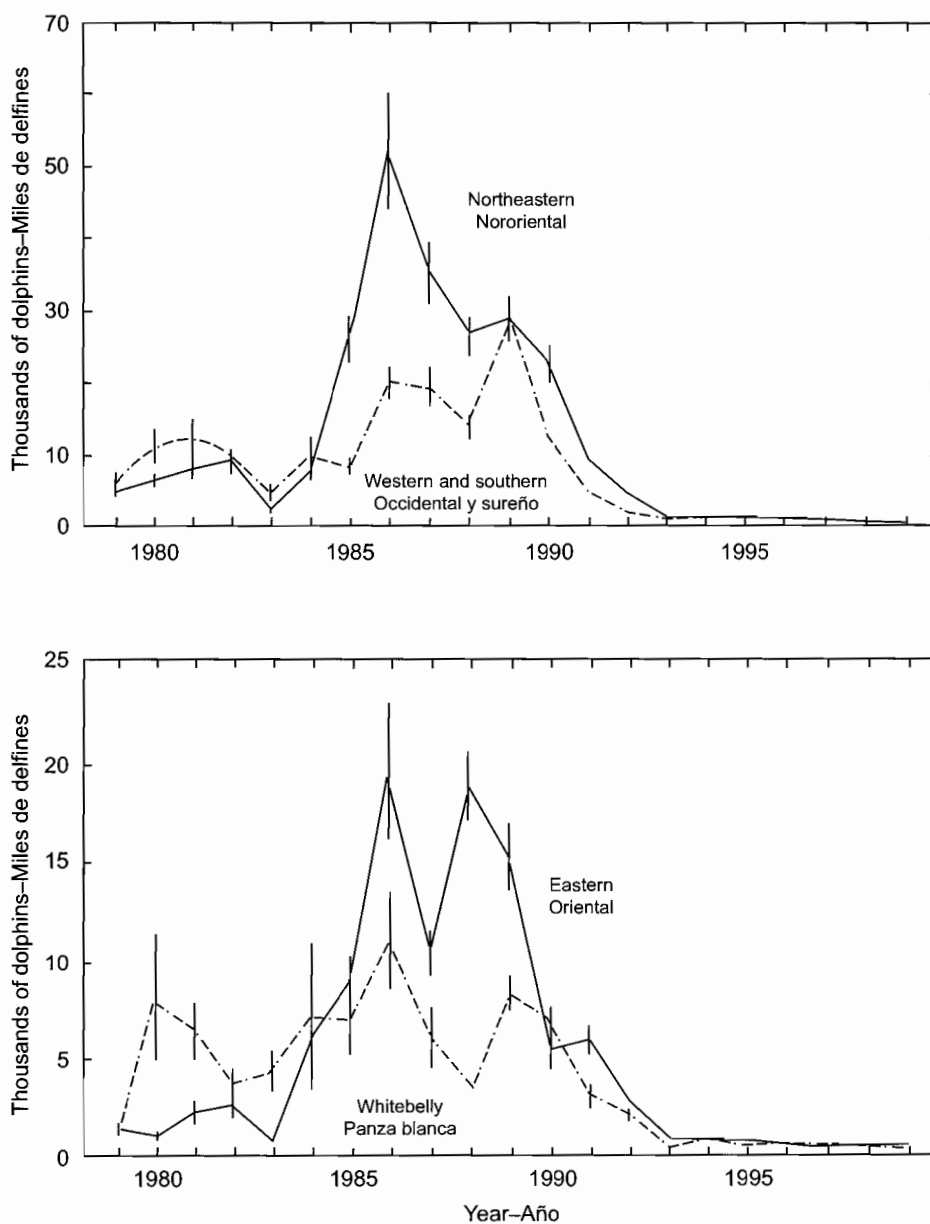 Thousands of dolphins–Miles de delfines
70
50
30
10
0
Northeastern
Nororiental
Western and southern
Occidental y sureño
1980 1985 1990 1995
Thousands of dolphins–Miles de delfines
25
20
15
10
5
0
Eastern
Oriental
Whitebelly
Panza blanca
1980 1985 1990 1995
Year–Año